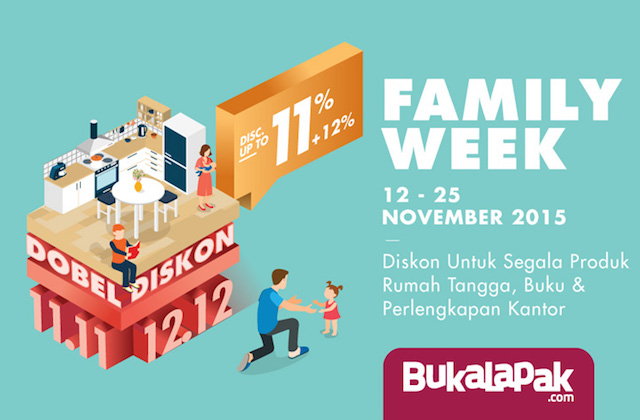 DISC.
UP TO
11%
+12%
DOBEL DISKON
11.11 12.12
FAMILY
WEEK
12 - 25
NOVEMBER 2015
Diskon Untuk Segala Produk
Rumah Tangga, Buku &
Perlengkapan Kantor
BukaLaPak
.com